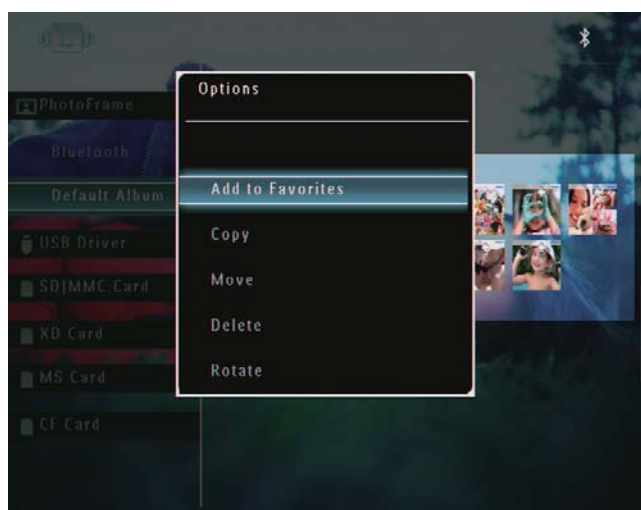 PhotoFrame
Bluetooth
Default Album
USB Driver
SD|MMC Card
XD Card
MS Card
CF Card
Options
Add to Favorites
Copy
Move
Delete
Rotate